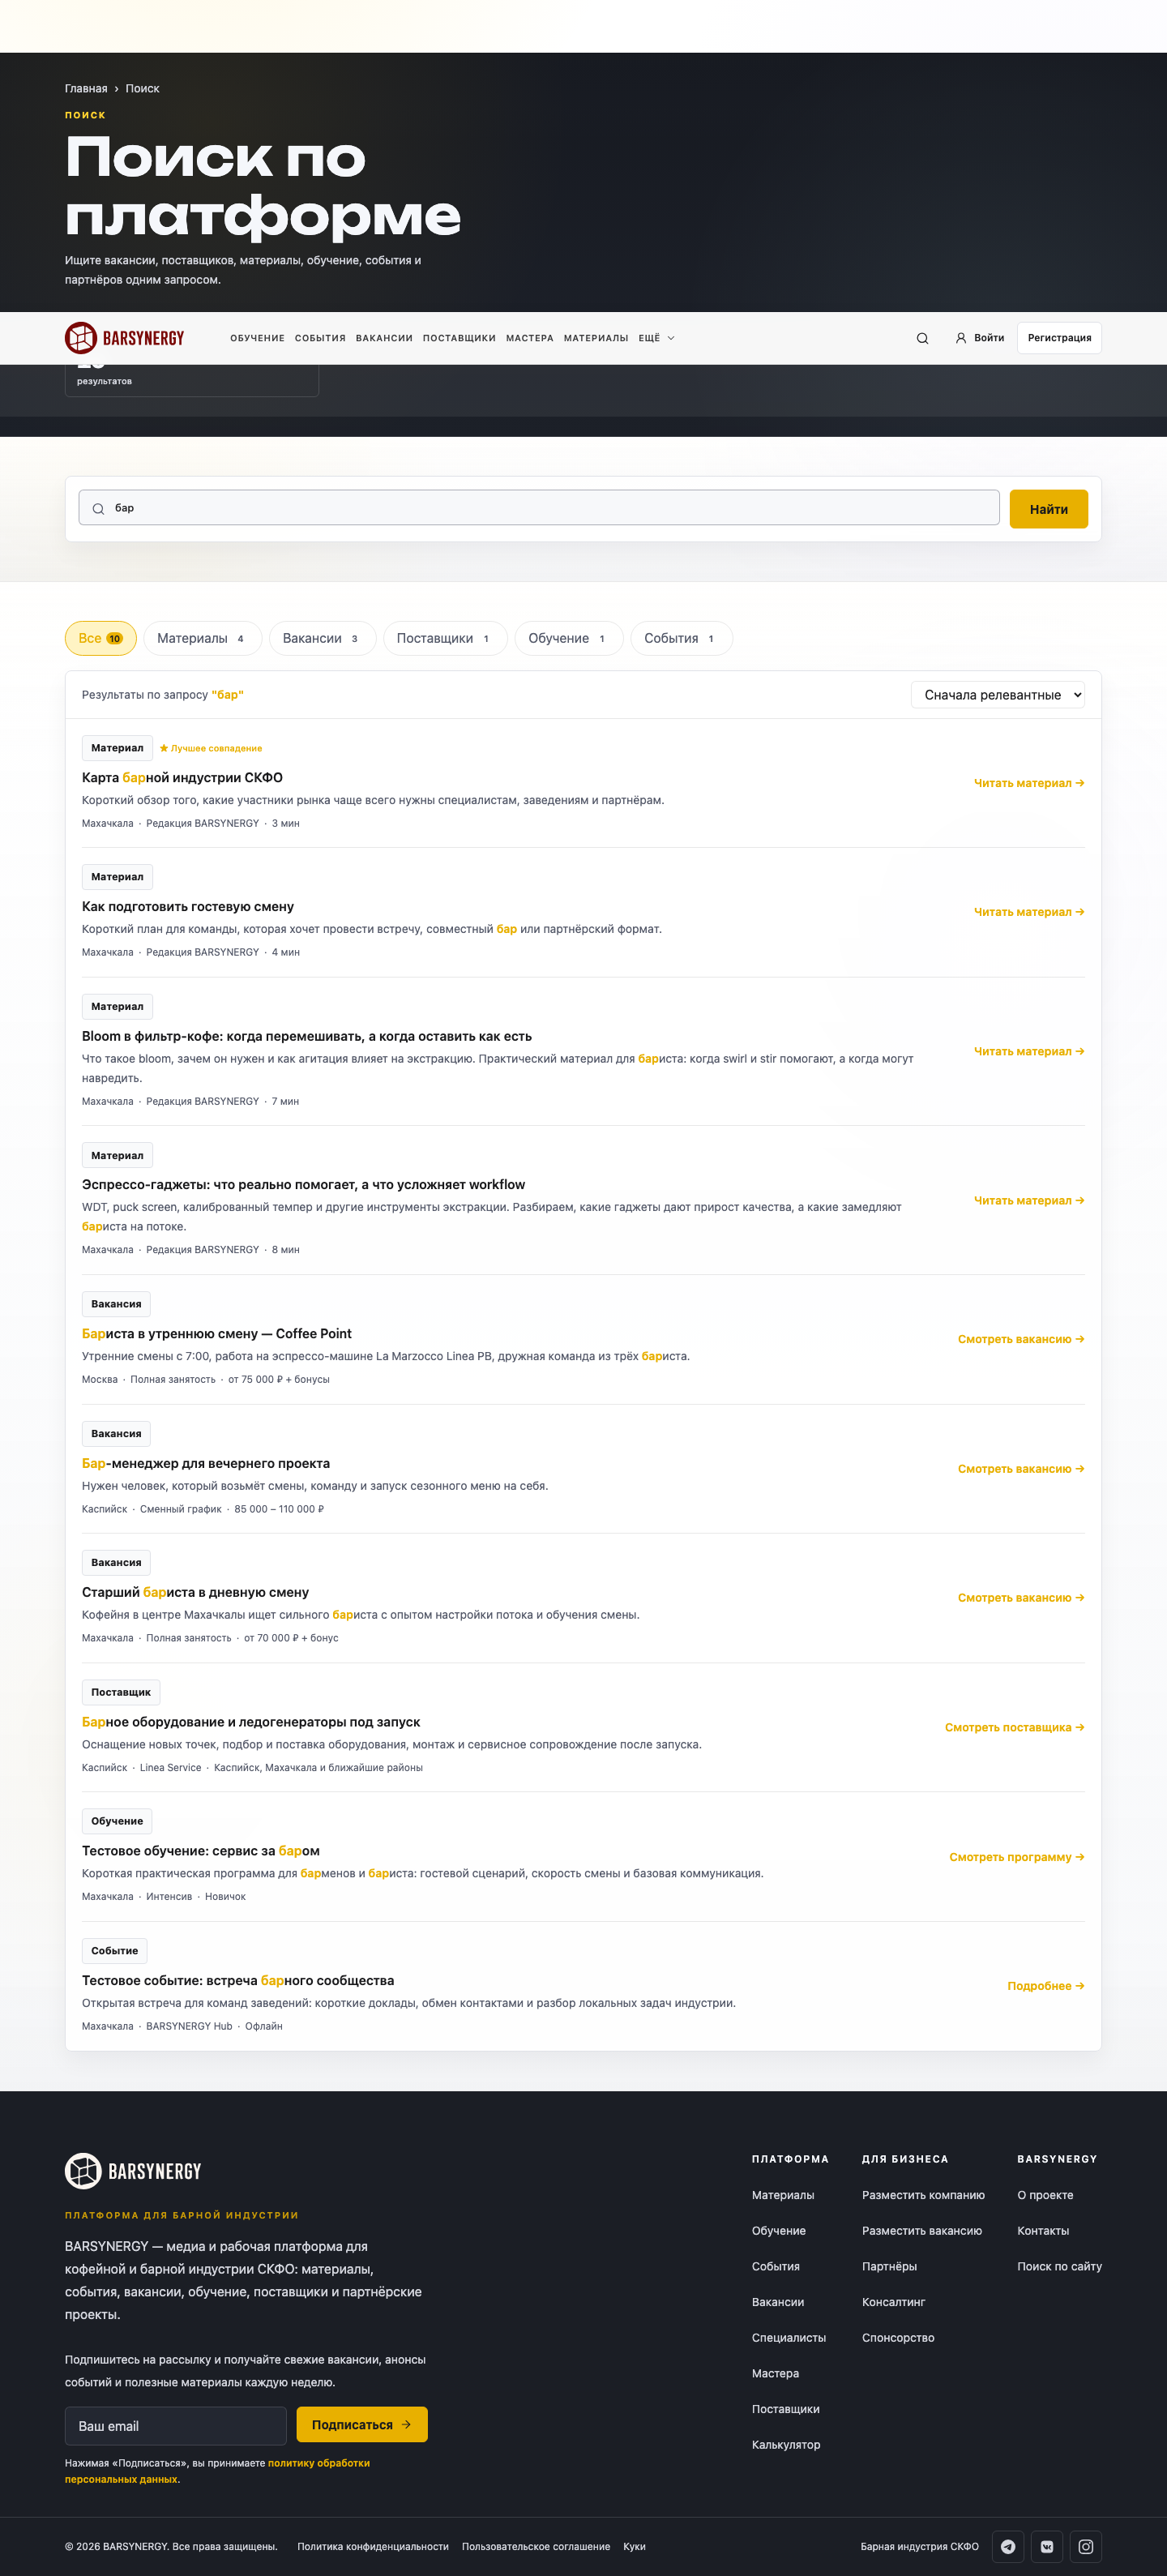 Главная › Поиск
ПОИСК
Поиск по
платформе
Ищите вакансии, поставщиков, материалы, обучение, события и
партнёров одним запросом.
BARSYNERGY
ОБУЧЕНИЕ СОБЫТИЯ ВАКАНСИИ ПОСТАВЩИКИ МАСТЕРА МАТЕРИАЛЫ ЕЩЁ
Войти
Регистрация
результатов
бар
Найти
Все 10
Материалы 4
Вакансии 3
Поставщики 1
Обучение 1
События 1
Результаты по запросу "бар"
Сначала релевантные
Материал
Лучшее совпадение
Карта барной индустрии СКФО
Короткий обзор того, какие участники рынка чаще всего нужны специалистам, заведениям и партнёрам.
Махачкала · Редакция BARSYNERGY · 3 мин
Читать материал →
Материал
Как подготовить гостевую смену
Короткий план для команды, которая хочет провести встречу, совместный бар или партнёрский формат.
Махачкала · Редакция BARSYNERGY · 4 мин
Читать материал →
Материал
Bloom в фильтр-кофе: когда перемешивать, а когда оставить как есть
Что такое bloom, зачем он нужен и как агитация влияет на экстракцию. Практический материал для бариста: когда swirl и stir помогают, а когда могут
навредить.
Махачкала · Редакция BARSYNERGY · 7 мин
Читать материал →
Материал
Эспрессо-гаджеты: что реально помогает, а что усложняет workflow
WDT, puck screen, калиброванный темпер и другие инструменты экстракции. Разбираем, какие гаджеты дают прирост качества, а какие замедляют
бариста на потоке.
Махачкала · Редакция BARSYNERGY · 8 мин
Читать материал →
Вакансия
Бариста в утреннюю смену — Coffee Point
Утренние смены с 7:00, работа на эспрессо-машине La Marzocco Linea PB, дружная команда из трёх бариста.
Москва · Полная занятость · от 75 000 ₽ + бонусы
Смотреть вакансию →
Вакансия
Бар-менеджер для вечернего проекта
Нужен человек, который возьмёт смены, команду и запуск сезонного меню на себя.
Каспийск · Сменный график · 85 000 – 110 000 ₽
Смотреть вакансию →
Вакансия
Старший бариста в дневную смену
Кофейня в центре Махачкалы ищет сильного бариста с опытом настройки потока и обучения смены.
Махачкала · Полная занятость · от 70 000 ₽ + бонус
Смотреть вакансию →
Поставщик
Барное оборудование и ледогенераторы под запуск
Оснащение новых точек, подбор и поставка оборудования, монтаж и сервисное сопровождение после запуска.
Каспийск · Linea Service · Каспийск, Махачкала и ближайшие районы
Смотреть поставщика →
Обучение
Тестовое обучение: сервис за баром
Короткая практическая программа для барменов и бариста: гостевой сценарий, скорость смены и базовая коммуникация.
Махачкала · Интенсив · Новичок
Смотреть программу →
Событие
Тестовое событие: встреча барного сообщества
Открытая встреча для команд заведений: короткие доклады, обмен контактами и разбор локальных задач индустрии.
Махачкала · BARSYNERGY Hub · Офлайн
Подробнее →
BARSYNERGY
ПЛАТФОРМА ДЛЯ БАРНОЙ ИНДУСТРИИ
BARSYNERGY — медиа и рабочая платформа для
кофейной и барной индустрии СКФО: материалы,
события, вакансии, обучение, поставщики и партнёрские
проекты.
Подпишитесь на рассылку и получайте свежие вакансии, анонсы
событий и полезные материалы каждую неделю.
Ваш email
Подписаться →
Нажимая «Подписаться», вы принимаете политику обработки
персональных данных.
ПЛАТФОРМА
Материалы
Обучение
События
Вакансии
Специалисты
Мастера
Поставщики
Калькулятор
ДЛЯ БИЗНЕСА
Разместить компанию
Разместить вакансию
Партнёры
Консалтинг
Спонсорство
BARSYNERGY
О проекте
Контакты
Поиск по сайту
© 2026 BARSYNERGY. Все права защищены.
Политика конфиденциальности
Пользовательское соглашение
Куки
Барная индустрия СКФО